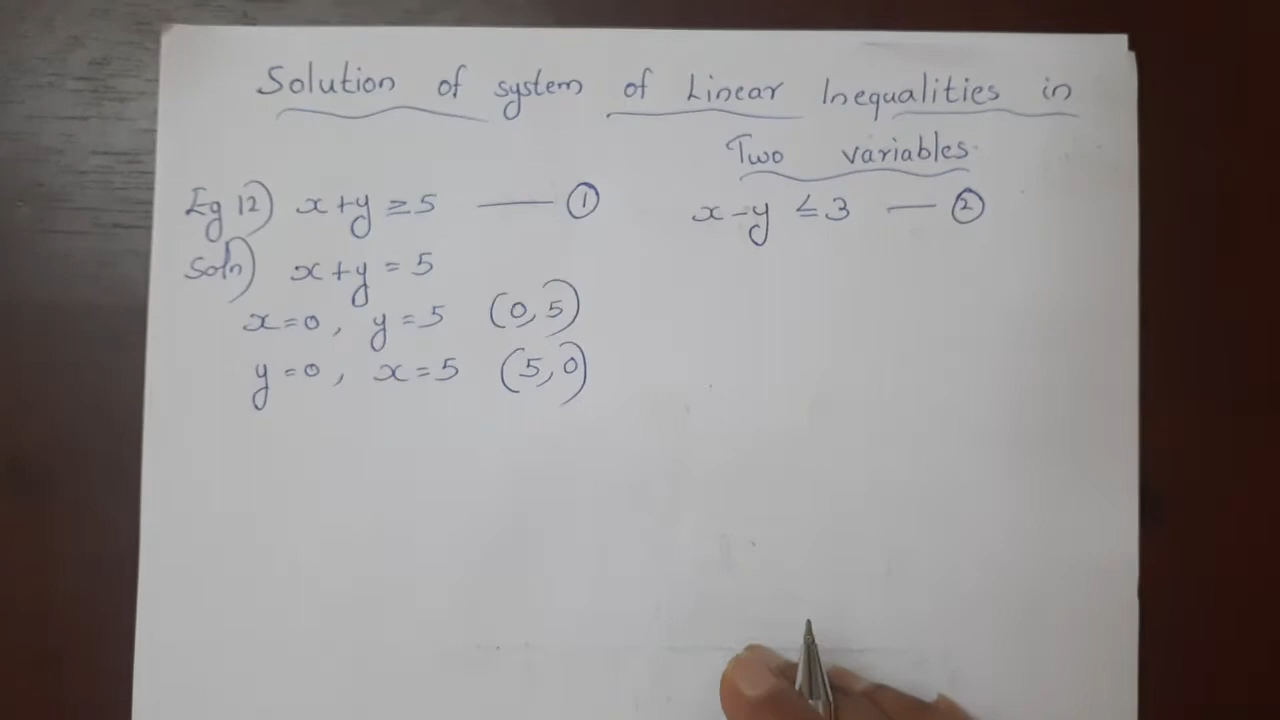 Solution of system of Linear Inequalities in
Two variables
Eg 12) x+y ≥ 5 —— ① x-y ≤ 3 — ②
Soln) x+y = 5
x=0, y=5 (0,5)
y=0, x=5 (5,0)